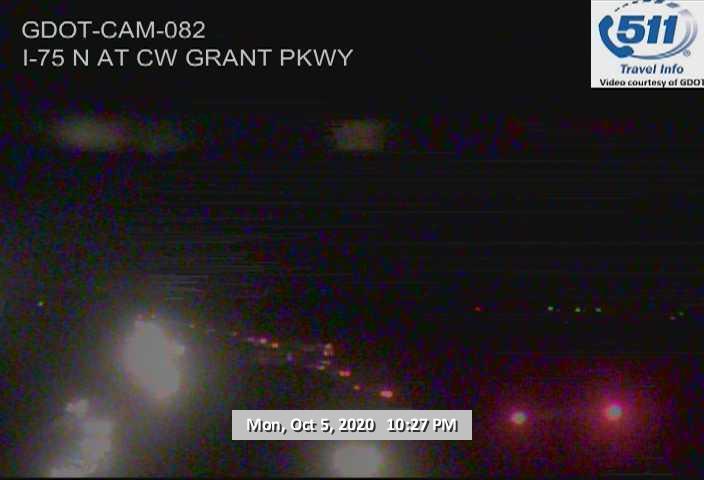 GDOT-CAM-082
I-75 N AT CW GRANT PKWY
511
®
Travel Info
Video courtesy of GDOT
Mon, Oct 5, 2020 10:27 PM